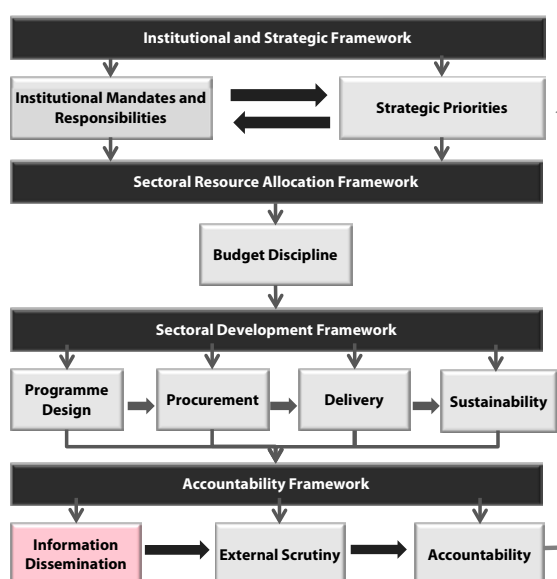 Institutional and Strategic Framework
Institutional Mandates and
Responsibilities
Strategic Priorities
Sectoral Resource Allocation Framework
Budget Discipline
Sectoral Development Framework
Programme
Design
Procurement
Delivery
Sustainability
Accountability Framework
Information
Dissemination
External Scrutiny
Accountability